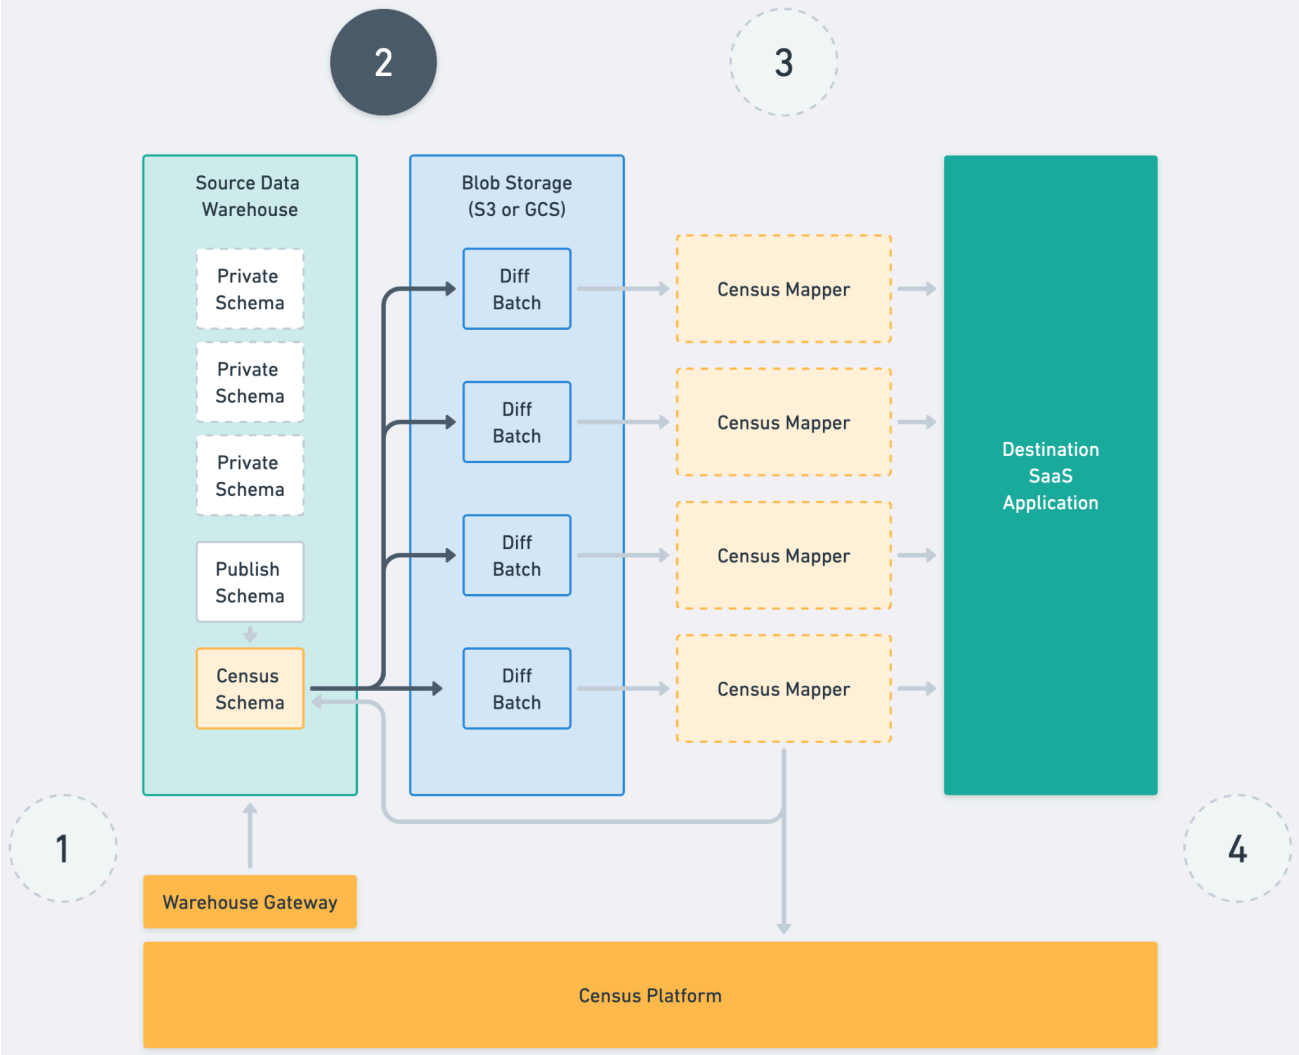 2
3
Source Data
Warehouse
Private
Schema
Private
Schema
Private
Schema
Publish
Schema
Census
Schema
Blob Storage
(S3 or GCS)
Diff
Batch
Diff
Batch
Diff
Batch
Diff
Batch
Census Mapper
Census Mapper
Census Mapper
Census Mapper
Destination
SaaS
Application
1
4
Warehouse Gateway
Census Platform